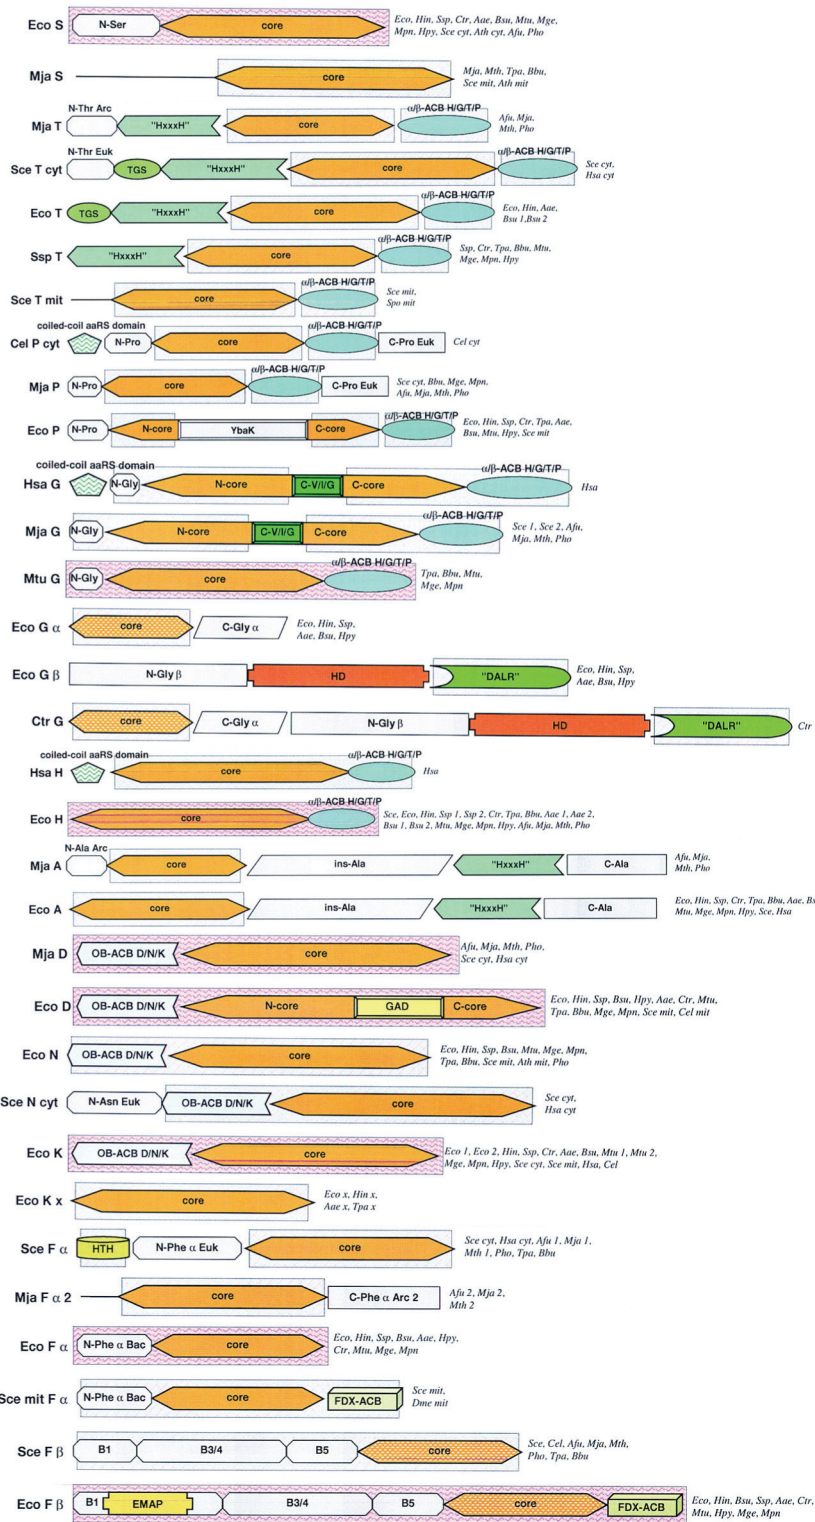 Eco S
N-Ser
core
Eco, Hin, Ssp, Ctr, Aae, Bsu, Mtu, Mge,
Mpn, Hpy, Sce cyt, Ath cyt, Afu, Pho
Mja S
core
Mja, Mth, Tpa, Bbu,
Sce mit, Ath mit
N-Thr Arc
α/β-ACB H/G/T/P
Mja T
"HxxxH"
core
Afu, Mja,
Mth, Pho
N-Thr Euk
α/β-ACB H/G/T/P
Sce T cyt
TGS
"HxxxH"
core
Sce cyt,
Hsa cyt
α/β-ACB H/G/T/P
Eco T
TGS
"HxxxH"
core
Eco, Hin, Aae,
Bsu 1,Bsu 2
α/β-ACB H/G/T/P
Ssp T
"HxxxH"
core
Ssp, Ctr, Tpa, Bbu, Mtu,
Mge, Mpn, Hpy
α/β-ACB H/G/T/P
Sce T mit
core
Sce mit,
Spo mit
coiled-coil aaRS domain
α/β-ACB H/G/T/P
Cel P cyt
N-Pro
core
C-Pro Euk
Cel cyt
α/β-ACB H/G/T/P
Mja P
N-Pro
core
C-Pro Euk
Sce cyt, Bbu, Mge, Mpn,
Afu, Mja, Mth, Pho
α/β-ACB H/G/T/P
Eco P
N-Pro
N-core
YbaK
C-core
Eco, Hin, Ssp, Ctr, Tpa, Aae,
Bsu, Mtu, Hpy, Sce mit
coiled-coil aaRS domain
α/β-ACB H/G/T/P
Hsa G
N-Gly
N-core
C-V/I/G
C-core
Hsa
α/β-ACB H/G/T/P
Mja G
N-Gly
N-core
C-V/I/G
C-core
Sce 1, Sce 2, Afu,
Mja, Mth, Pho
α/β-ACB H/G/T/P
Mtu G
N-Gly
core
Tpa, Bbu, Mtu,
Mge, Mpn
Eco G α
core
C-Gly α
Eco, Hin, Ssp,
Aae, Bsu, Hpy
Eco G β
N-Gly β
HD
"DALR"
Eco, Hin, Ssp,
Aae, Bsu, Hpy
Ctr G
core
C-Gly α
N-Gly β
HD
"DALR"
Ctr
coiled-coil aaRS domain
α/β-ACB H/G/T/P
Hsa H
core
Hsa
α/β-ACB H/G/T/P
Eco H
core
Sce, Eco, Hin, Ssp 1, Ssp 2, Ctr, Tpa, Bbu, Aae 1, Aae 2,
Bsu 1, Bsu 2, Mtu, Mge, Mpn, Hpy, Afu, Mja, Mth, Pho
N-Ala Arc
Mja A
core
ins-Ala
"HxxxH"
C-Ala
Afu, Mja,
Mth, Pho
Eco A
core
ins-Ala
"HxxxH"
C-Ala
Eco, Hin, Ssp, Ctr, Tpa, Bbu, Aae, Bs
Mtu, Mge, Mpn, Hpy, Sce, Hsa
Mja D
OB-ACB D/N/K
core
Afu, Mja, Mth, Pho,
Sce cyt, Hsa cyt
Eco D
OB-ACB D/N/K
N-core
GAD
C-core
Eco, Hin, Ssp, Bsu, Hpy, Aae, Ctr, Mtu,
Tpa, Bbu, Mge, Mpn, Sce mit, Cel mit
Eco N
OB-ACB D/N/K
core
Eco, Hin, Ssp, Bsu, Mtu, Mge, Mpn,
Tpa, Bbu, Sce mit, Ath mit, Pho
Sce N cyt
N-Asn Euk
OB-ACB D/N/K
core
Sce cyt,
Hsa cyt
Eco K
OB-ACB D/N/K
core
Eco 1, Eco 2, Hin, Ssp, Ctr, Aae, Bsu, Mtu 1, Mtu 2,
Mge, Mpn, Hpy, Sce cyt, Sce mit, Hsa, Cel
Eco K x
core
Eco x, Hin x,
Aae x, Tpa x
Sce F α
HTH
N-Phe α Euk
core
Sce cyt, Hsa cyt, Afu 1, Mja 1,
Mth 1, Pho, Tpa, Bbu
Mja F α 2
core
C-Phe α Arc 2
Afu 2, Mja 2,
Mth 2
Eco F α
N-Phe α Bac
core
Eco, Hin, Ssp, Bsu, Aae, Hpy,
Ctr, Mtu, Mge, Mpn
Sce mit F α
N-Phe α Bac
core
FDX-ACB
Sce mit,
Dme mit
Sce F β
B1
B3/4
B5
core
Sce, Cel, Afu, Mja, Mth,
Pho, Tpa, Bbu
Eco F β
B1
EMAP
B3/4
B5
core
FDX-ACB
Eco, Hin, Bsu, Ssp, Aae, Ctr,
Mtu, Hpy, Mge, Mpn